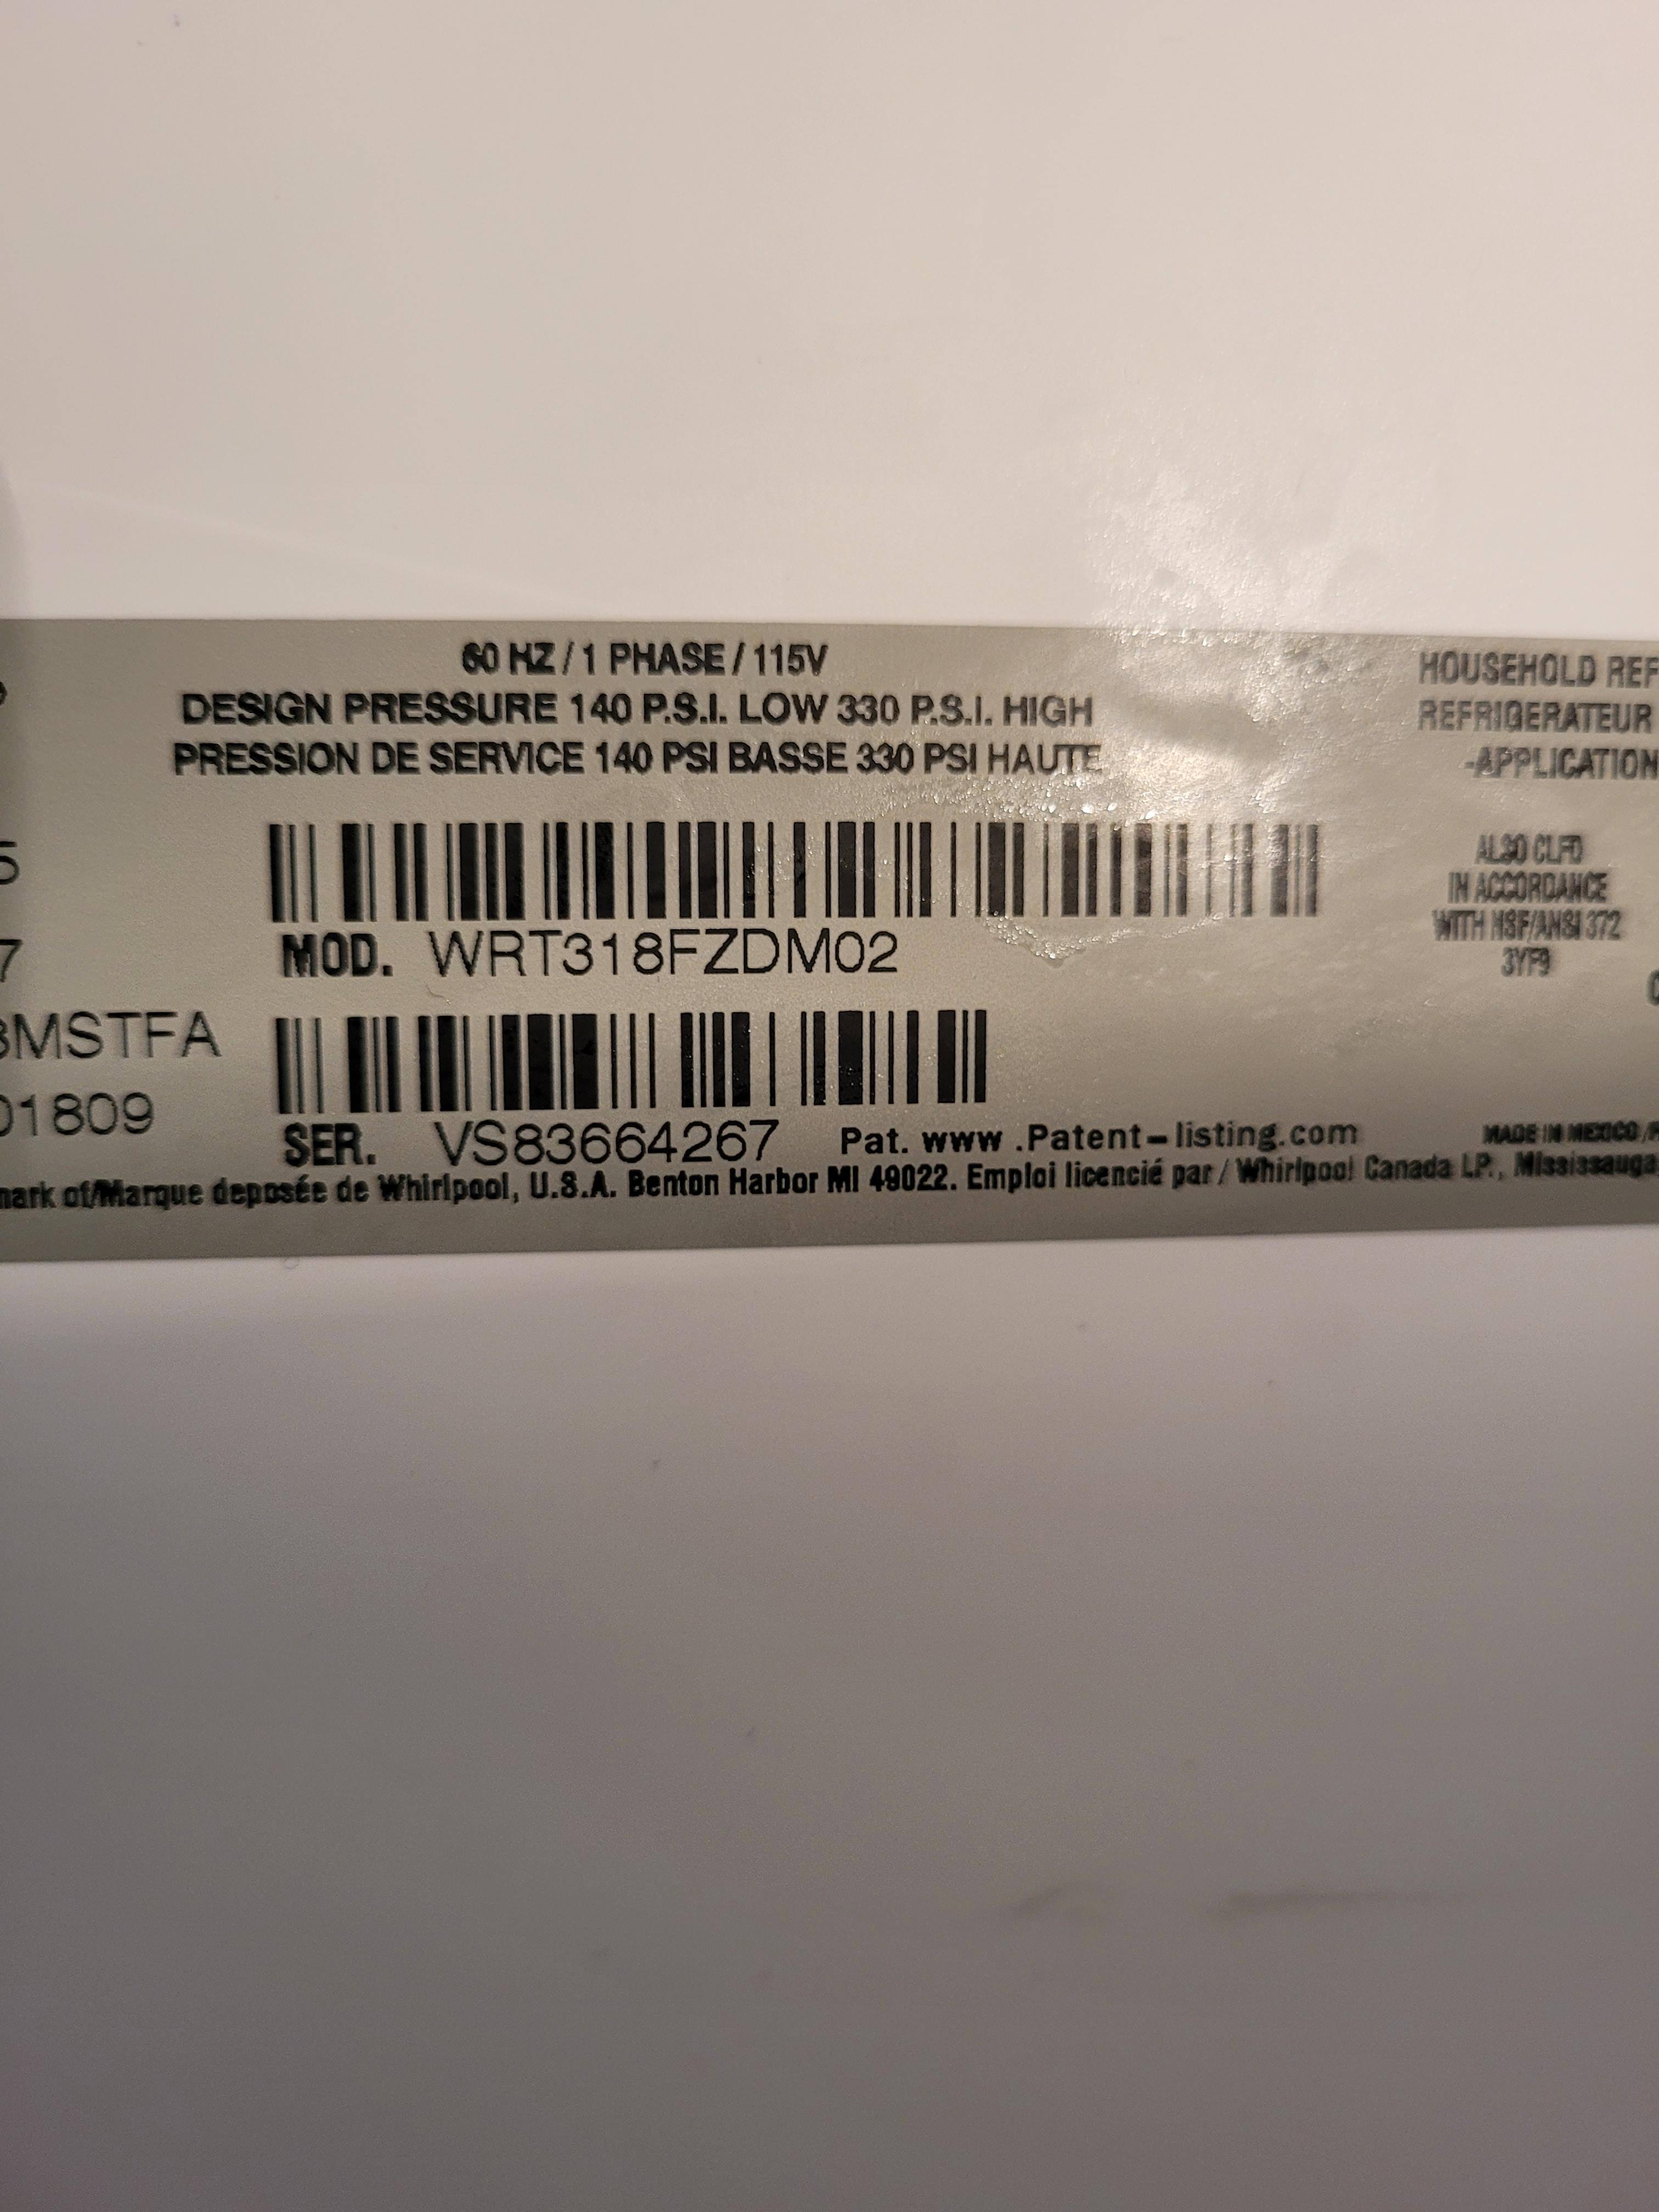 60 HZ / 1 PHASE / 115V
DESIGN PRESSURE 140 P.S.I. LOW 330 P.S.I. HIGH
PRESSION DE SERVICE 140 PSI BASSE 330 PSI HAUTE
HOUSEHOLD REF
REFRIGERATEUR
-APPLICATION
5
7
MSTFA
01809
MOD. WRT318FZDM02
SER. VS83664267 Pat. www .Patent-listing.com
ALSO CLFD
IN ACCORDANCE
WITH NSF/ANSI 372
3YF9
MADE IN MEXICO /
mark of/Marque deposée de Whirlpool, U.S.A. Benton Harbor MI 49022. Emploi licencié par / Whirlpool Canada LP., Mississauga